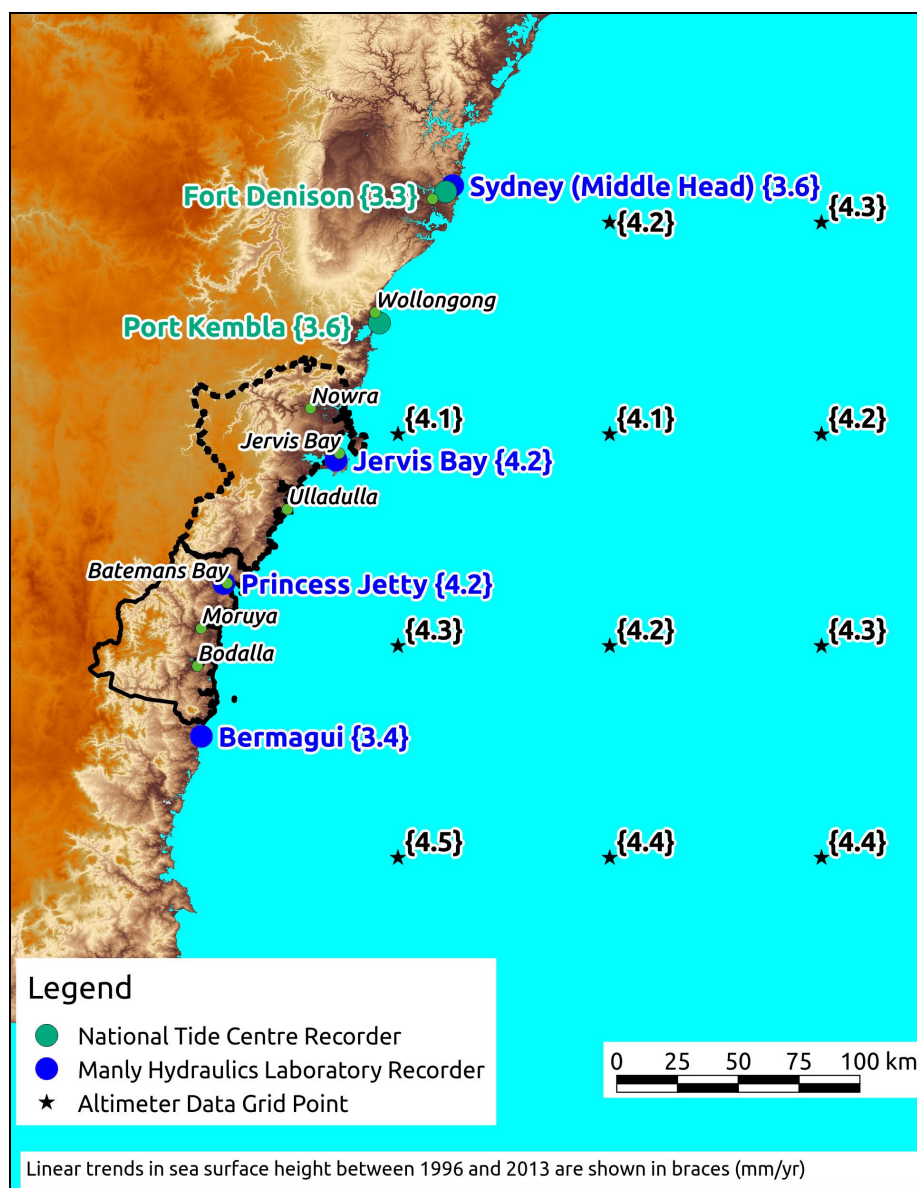 Fort Denison {3.3}
Sydney (Middle Head) {3.6}
{4.2}
{4.3}
Wollongong
Port Kembla {3.6}
Nowra
{4.1}
{4.1}
{4.2}
Jervis Bay
Jervis Bay {4.2}
Ulladulla
Batemans Bay
Princess Jetty {4.2}
Moruya
{4.3}
{4.2}
{4.3}
Bodalla
Bermagui {3.4}
{4.5}
{4.4}
{4.4}
Legend
National Tide Centre Recorder
Manly Hydraulics Laboratory Recorder
Altimeter Data Grid Point
0 25 50 75 100 km
Linear trends in sea surface height between 1996 and 2013 are shown in braces (mm/yr)